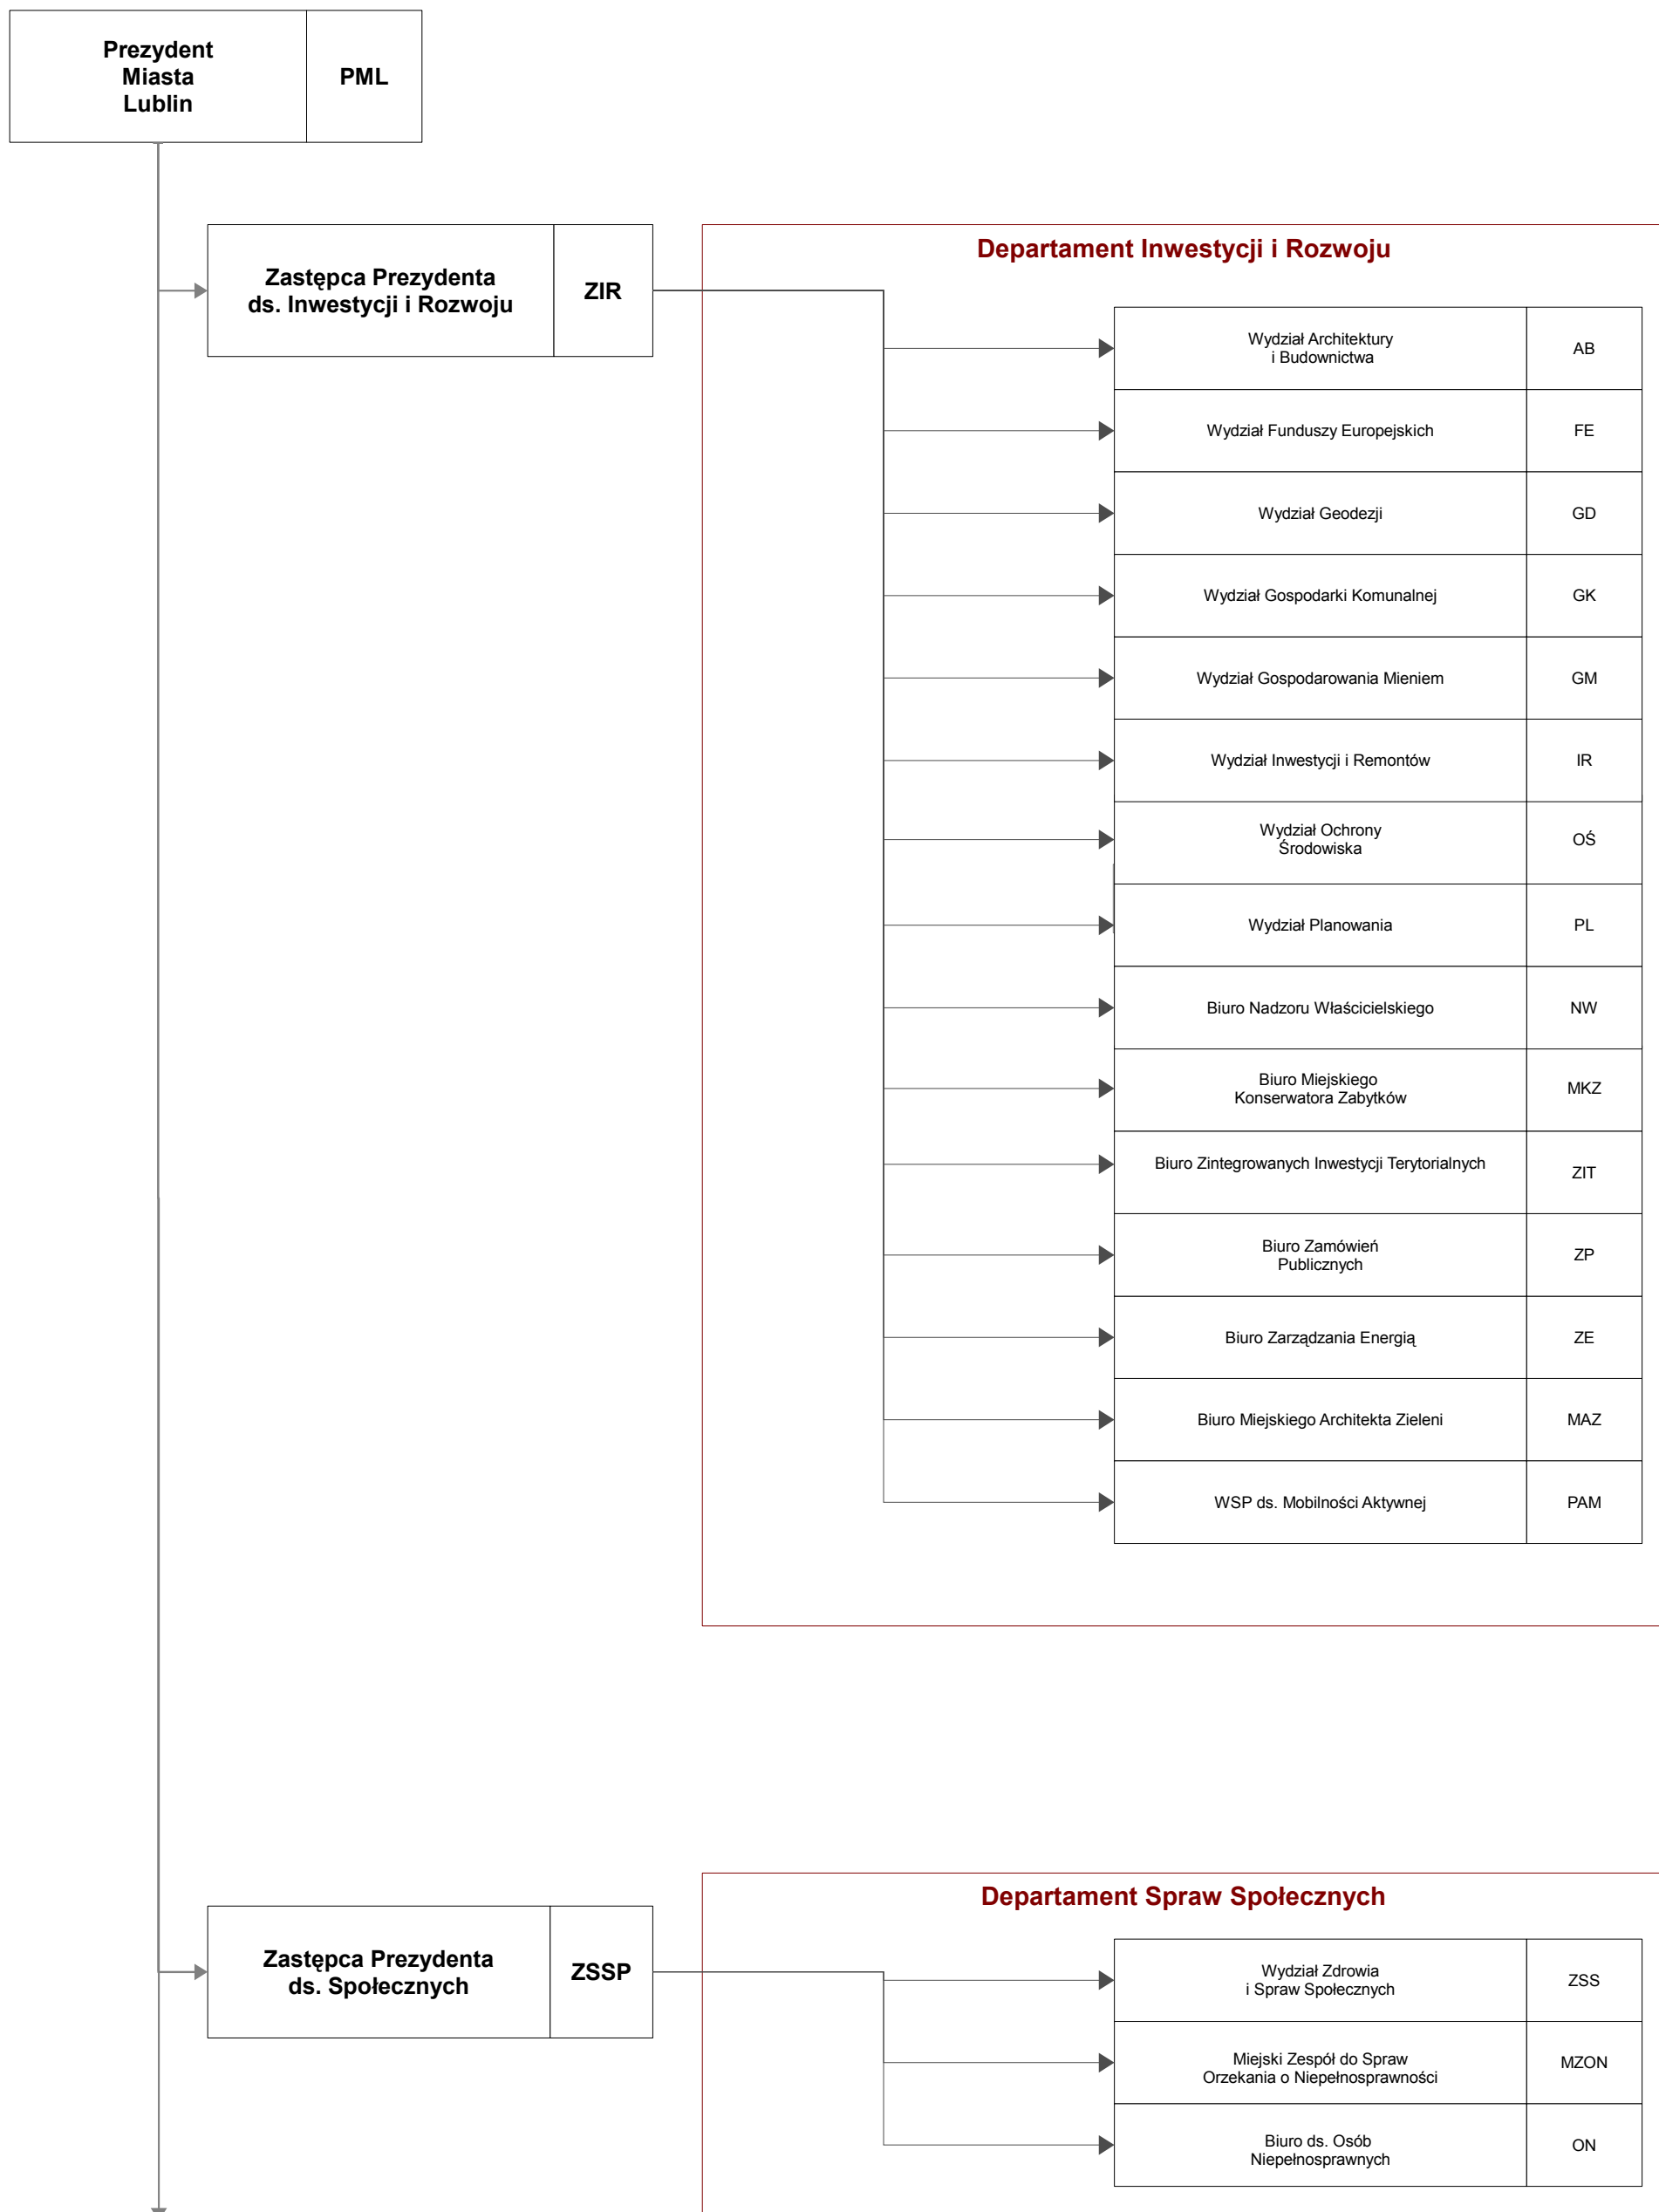 Prezydent
Miasta
Lublin
PML
Zastępca Prezydenta
ds. Inwestycji i Rozwoju
ZIR
Departament Inwestycji i Rozwoju
Wydział Architektury
i Budownictwa
AB
Wydział Funduszy Europejskich
FE
Wydział Geodezji
GD
Wydział Gospodarki Komunalnej
GK
Wydział Gospodarowania Mieniem
GM
Wydział Inwestycji i Remontów
IR
Wydział Ochrony
Środowiska
OŚ
Wydział Planowania
PL
Biuro Nadzoru Właścicielskiego
NW
Biuro Miejskiego
Konserwatora Zabytków
MKZ
Biuro Zintegrowanych Inwestycji Terytorialnych
ZIT
Biuro Zamówień
Publicznych
ZP
Biuro Zarządzania Energią
ZE
Biuro Miejskiego Architekta Zieleni
MAZ
WSP ds. Mobilności Aktywnej
PAM
Zastępca Prezydenta
ds. Społecznych
ZSSP
Departament Spraw Społecznych
Wydział Zdrowia
i Spraw Społecznych
ZSS
Miejski Zespół do Spraw
Orzekania o Niepełnosprawności
MZON
Biuro ds. Osób
Niepełnosprawnych
ON